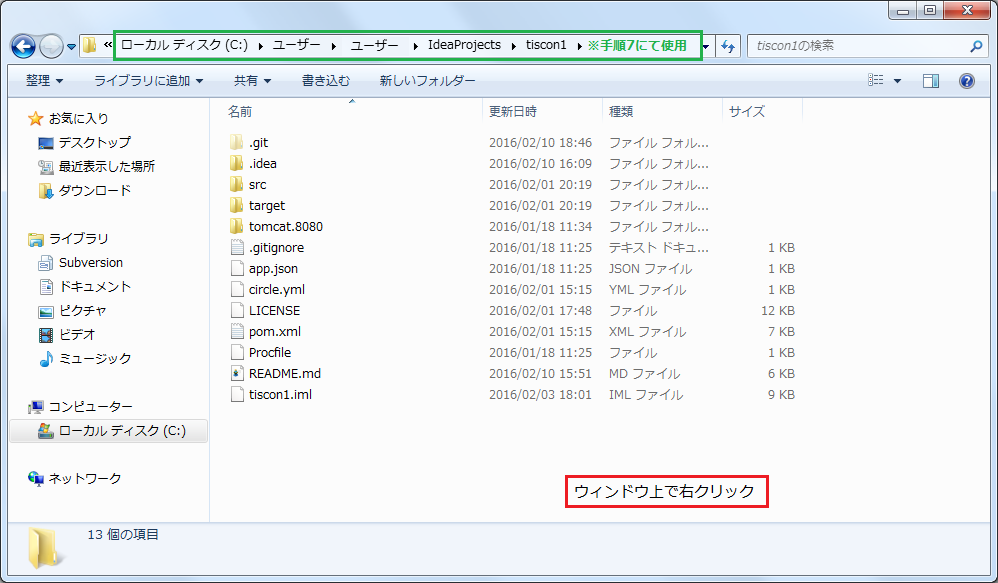 « ローカル ディスク (C:) ▸ ユーザー ▸ ユーザー ▸ IdeaProjects ▸ tiscon1 ▸ ※手順7にて使用
tiscon1の検索
整理 ライブラリに追加 共有 書き込む 新しいフォルダー
お気に入り
デスクトップ
最近表示した場所
ダウンロード
ライブラリ
Subversion
ドキュメント
ピクチャ
ビデオ
ミュージック
コンピューター
ローカル ディスク (C:)
ネットワーク
名前 更新日時 種類 サイズ
.git 2016/02/10 18:46 ファイル フォル...
.idea 2016/02/10 16:09 ファイル フォル...
src 2016/02/01 20:19 ファイル フォル...
target 2016/02/01 20:19 ファイル フォル...
tomcat.8080 2016/01/18 11:34 ファイル フォル...
.gitignore 2016/01/18 11:25 テキスト ドキュ... 1 KB
app.json 2016/01/18 11:25 JSON ファイル 1 KB
circle.yml 2016/02/01 15:15 YML ファイル 1 KB
LICENSE 2016/02/01 17:48 ファイル 12 KB
pom.xml 2016/02/01 15:15 XML ファイル 7 KB
Procfile 2016/01/18 11:25 ファイル 1 KB
README.md 2016/02/10 15:51 MD ファイル 6 KB
tiscon1.iml 2016/02/03 18:01 IML ファイル 9 KB
ウィンドウ上で右クリック
13 個の項目